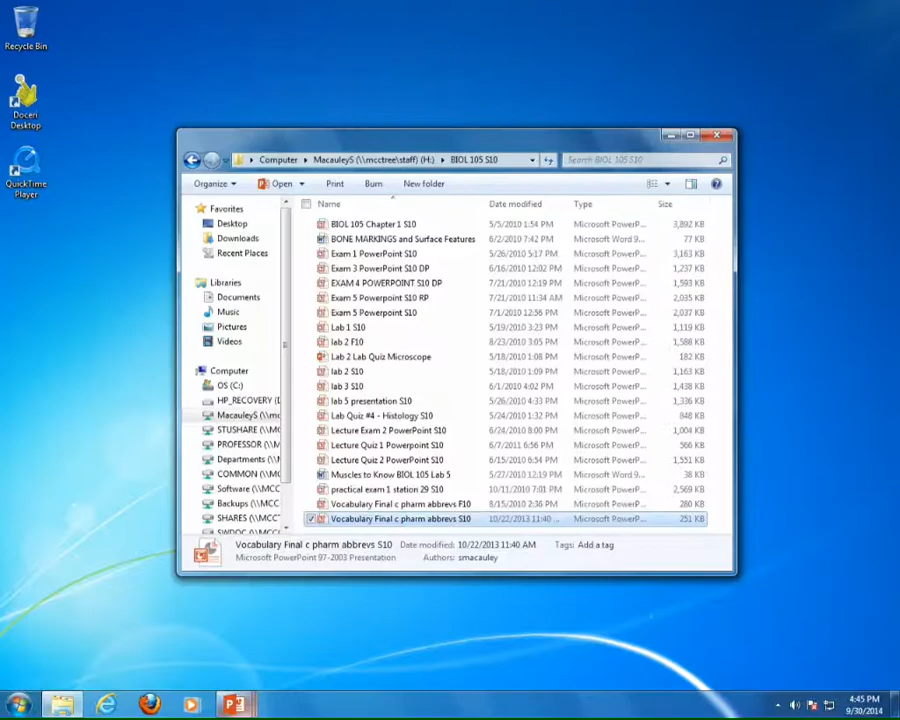 Recycle Bin
Doceri
Desktop
QuickTime
Player
Computer MacauleyS (\\mcctree\staff) (H:) BIOL 105 S10
Search BIOL 105 S10
Organize Open Print Burn New folder
Favorites
Desktop
Downloads
Recent Places
Libraries
Documents
Music
Pictures
Videos
Computer
OS (C:)
HP_RECOVERY (
MacauleyS (\\mc
STUSHARE (\\mc
PROFESSOR (\\M
Departments (\\
COMMON (\\MC
Software (\\MCC
Backups (\\MCC
SHARES (\\MCCT
SWDOC (\\MCC
Name Date modified Type Size
BIOL 105 Chapter 1 S10 5/5/2010 1:54 PM Microsoft PowerP... 3,892 KB
BONE MARKINGS and Surface Features 6/2/2010 7:42 PM Microsoft Word 9... 77 KB
Exam 1 PowerPoint S10 5/26/2010 5:17 PM Microsoft PowerP... 3,163 KB
Exam 3 PowerPoint S10 DP 6/16/2010 12:02 PM Microsoft PowerP... 1,237 KB
EXAM 4 POWERPOINT S10 DP 7/21/2010 12:19 PM Microsoft PowerP... 1,593 KB
Exam 5 Powerpoint S10 RP 7/21/2010 11:34 AM Microsoft PowerP... 2,035 KB
Exam 5 Powerpoint S10 7/1/2010 12:56 PM Microsoft PowerP... 2,037 KB
Lab 1 S10 5/19/2010 3:23 PM Microsoft PowerP... 1,119 KB
lab 2 F10 8/23/2010 3:05 PM Microsoft PowerP... 1,588 KB
Lab 2 Lab Quiz Microscope 5/18/2010 1:08 PM Microsoft PowerP... 182 KB
lab 2 S10 5/18/2010 1:09 PM Microsoft PowerP... 1,163 KB
lab 3 S10 6/1/2010 4:02 PM Microsoft PowerP... 1,438 KB
lab 5 presentation S10 5/26/2010 4:33 PM Microsoft PowerP... 1,336 KB
Lab Quiz #4 - Histology S10 5/24/2010 1:32 PM Microsoft PowerP... 848 KB
Lecture Exam 2 PowerPoint S10 6/24/2010 8:00 PM Microsoft PowerP... 1,004 KB
Lecture Quiz 1 Powerpoint S10 6/7/2011 6:56 PM Microsoft PowerP... 566 KB
Lecture Quiz 2 PowerPoint S10 6/15/2010 6:54 PM Microsoft PowerP... 1,551 KB
Muscles to Know BIOL 105 Lab 5 5/27/2010 12:19 PM Microsoft Word 9... 38 KB
practical exam 1 station 29 S10 10/11/2010 7:01 PM Microsoft PowerP... 2,569 KB
Vocabulary Final c pharm abbrevs F10 8/15/2010 2:36 PM Microsoft PowerP... 280 KB
Vocabulary Final c pharm abbrevs S10 10/22/2013 11:40 ... Microsoft PowerP... 251 KB
Vocabulary Final c pharm abbrevs S10 Date modified: 10/22/2013 11:40 AM Tags: Add a tag
Microsoft PowerPoint 97-2003 Presentation Authors: smacauley
4:45 PM
9/30/2014